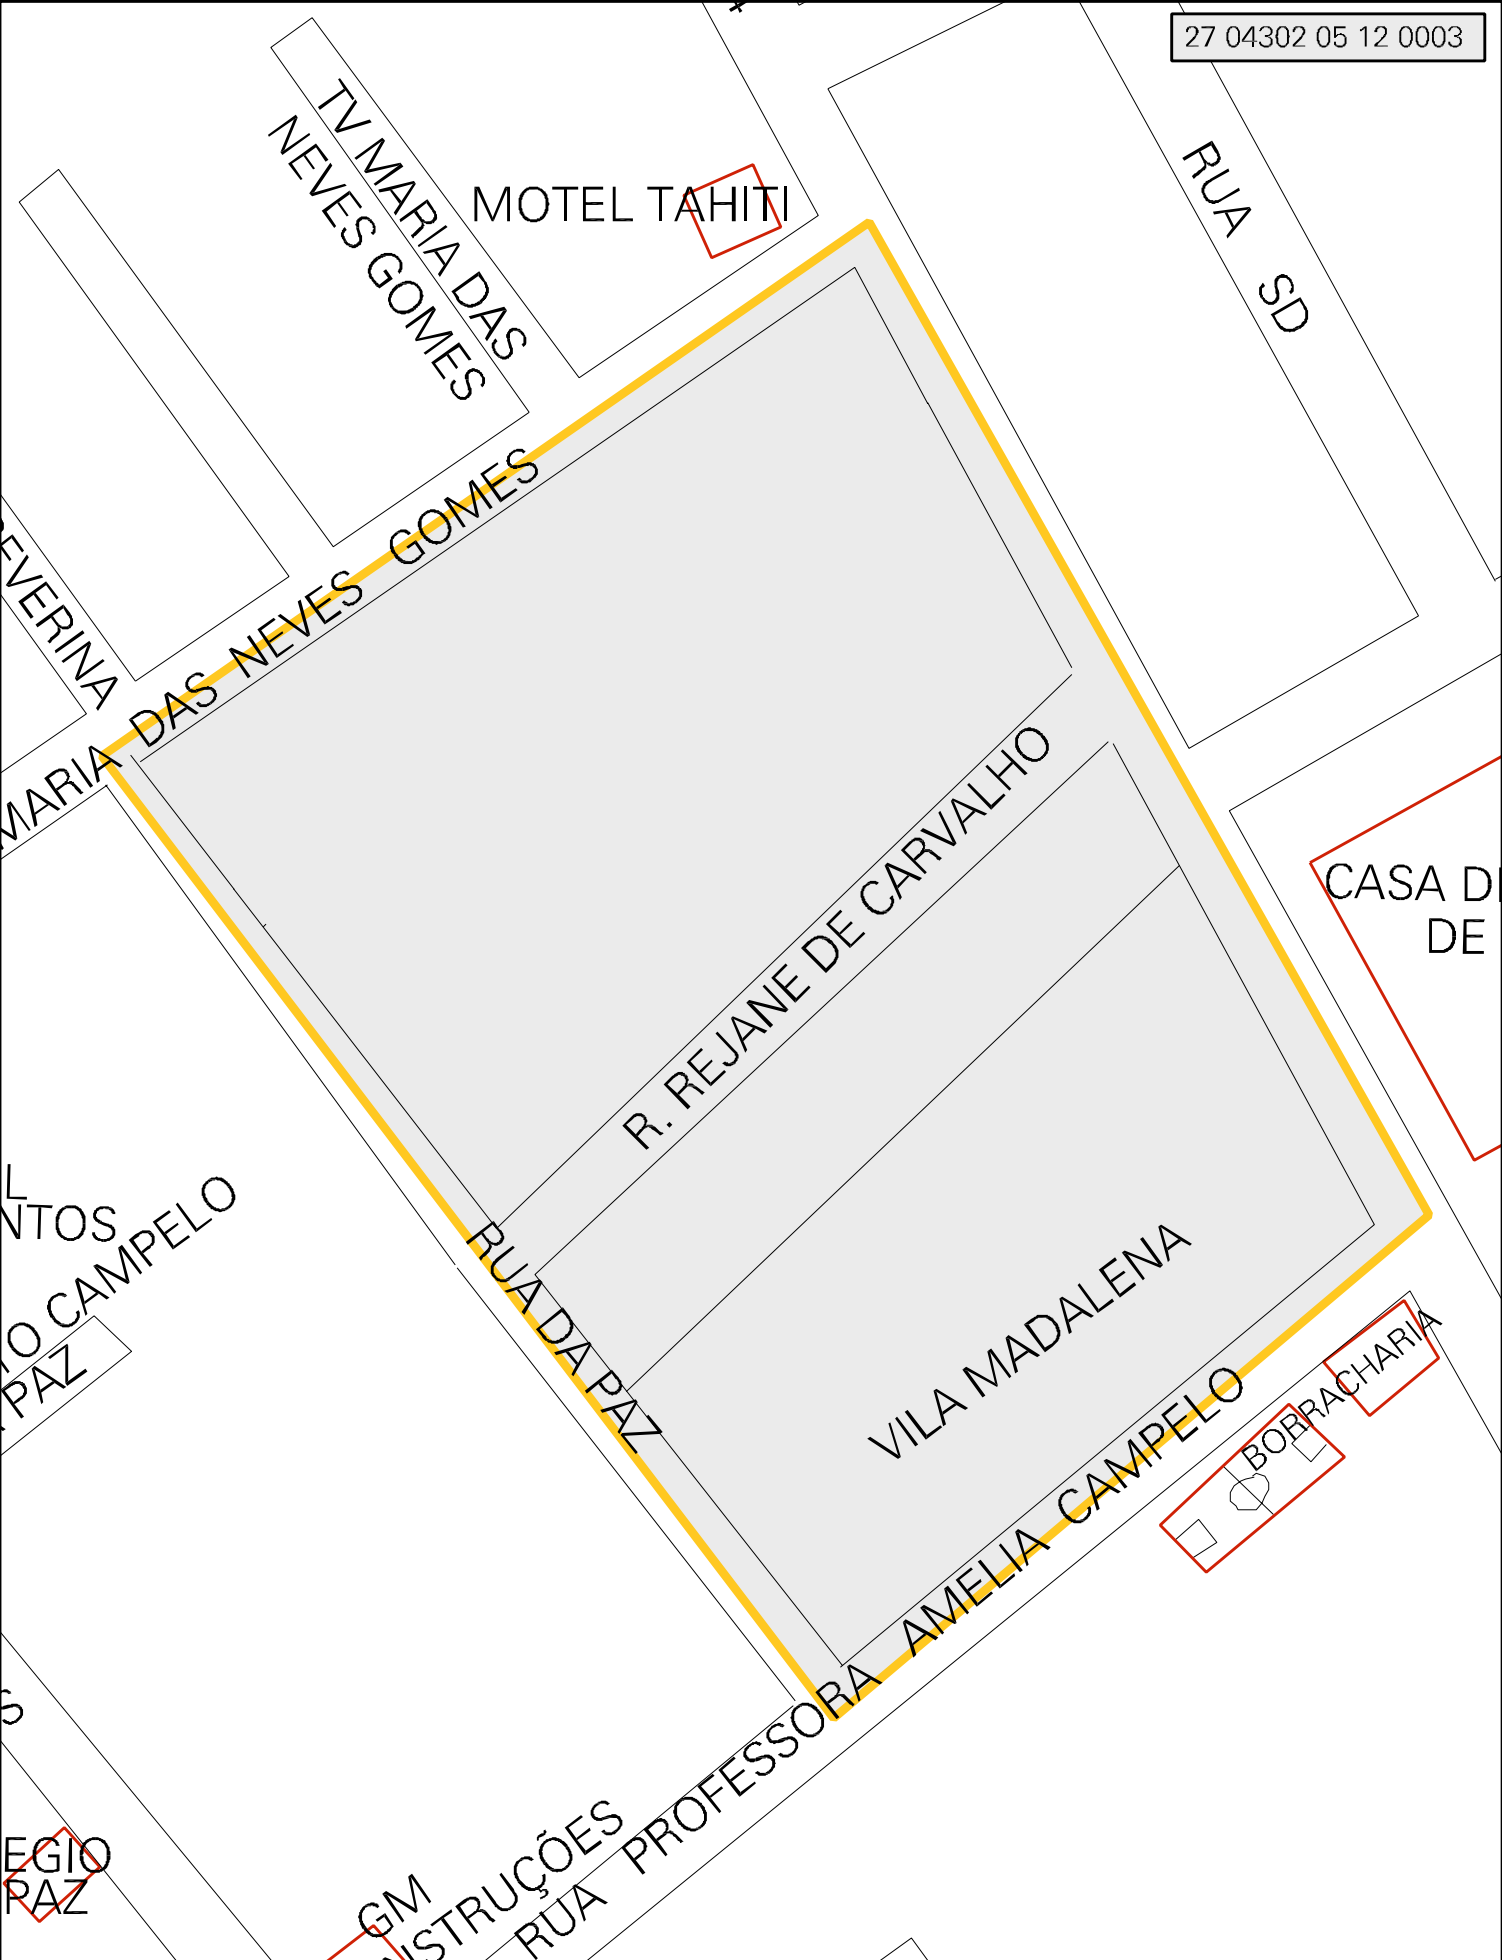 27 04302 05 12 0003
TV MARIA DAS
NEVES GOMES
MOTEL TAHITI
RUA SD
MARIA DAS NEVES GOMES
R. REJANE DE CARVALHO
CASA
DE
NTOS
CAMPELO
PAZ
RUA DA PAZ
VILA MADALENA
BORRACHARIA
RUA PROFESSORA AMELIA CAMPELO
PAZ
GM